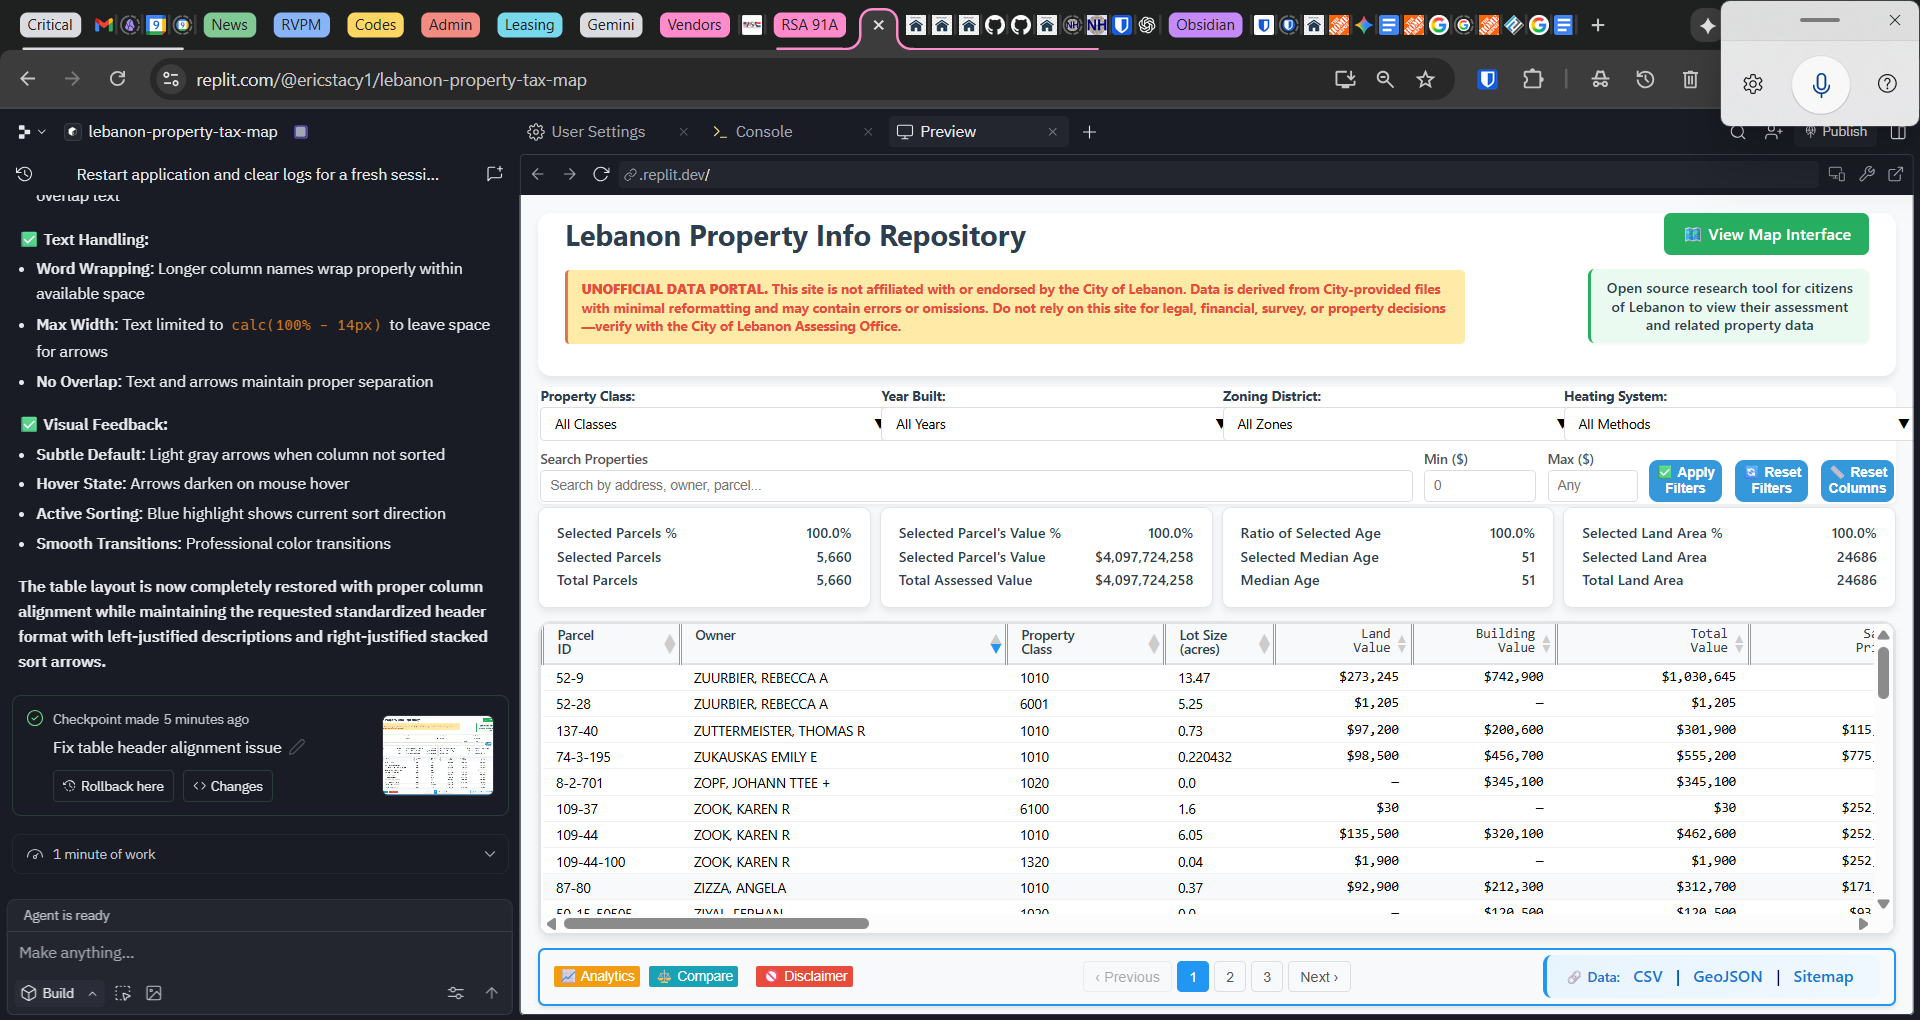 Critical
News
RVPM
Codes
Admin
Leasing
Gemini
Vendors
RSA 91A
Obsidian
replit.com/@ericstacy1/lebanon-property-tax-map
lebanon-property-tax-map
User Settings
Console
Preview
Publish
Restart application and clear logs for a fresh sessi...
.replit.dev/
overlap text
✅ Text Handling:
• Word Wrapping: Longer column names wrap properly within
available space
• Max Width: Text limited to calc(100% - 14px) to leave space
for arrows
• No Overlap: Text and arrows maintain proper separation
✅ Visual Feedback:
• Subtle Default: Light gray arrows when column not sorted
• Hover State: Arrows darken on mouse hover
• Active Sorting: Blue highlight shows current sort direction
• Smooth Transitions: Professional color transitions
The table layout is now completely restored with proper column
alignment while maintaining the requested standardized header
format with left-justified descriptions and right-justified stacked
sort arrows.
Checkpoint made 5 minutes ago
Fix table header alignment issue
Rollback here
<> Changes
1 minute of work
Agent is ready
Make anything...
Build
Lebanon Property Info Repository
View Map Interface
UNOFFICIAL DATA PORTAL. This site is not affiliated with or endorsed by the City of Lebanon. Data is derived from City-provided files
with minimal reformatting and may contain errors or omissions. Do not rely on this site for legal, financial, survey, or property decisions
—verify with the City of Lebanon Assessing Office.
Open source research tool for citizens
of Lebanon to view their assessment
and related property data
Property Class: Year Built: Zoning District: Heating System:
All Classes All Years All Zones All Methods
Search Properties Min ($) Max ($)
Search by address, owner, parcel... 0 Any
✅ Apply
Filters
Reset
Filters
Reset
Columns
Selected Parcels % 100.0%
Selected Parcels 5,660
Total Parcels 5,660
Selected Parcel's Value % 100.0%
Selected Parcel's Value $4,097,724,258
Total Assessed Value $4,097,724,258
Ratio of Selected Age 100.0%
Selected Median Age 51
Median Age 51
Selected Land Area % 100.0%
Selected Land Area 24686
Total Land Area 24686
Parcel Owner Property Lot Size Land Building Total Sa
ID Class (acres) Value Value Value Pri
52-9 ZUURBIER, REBECCA A 1010 13.47 $273,245 $742,900 $1,030,645
52-28 ZUURBIER, REBECCA A 6001 5.25 $1,205 — $1,205
137-40 ZUTTERMEISTER, THOMAS R 1010 0.73 $97,200 $200,600 $301,900 $115,
74-3-195 ZUKAUSKAS EMILY E 1010 0.220432 $98,500 $456,700 $555,200 $775,
8-2-701 ZOPF, JOHANN TTEE + 1020 0.0 — $345,100 $345,100
109-37 ZOOK, KAREN R 6100 1.6 $30 — $30 $252,
109-44 ZOOK, KAREN R 1010 6.05 $135,500 $320,100 $462,600 $252,
109-44-100 ZOOK, KAREN R 1320 0.04 $1,900 — $1,900 $252,
87-80 ZIZZA, ANGELA 1010 0.37 $92,900 $212,300 $312,700 $171,
50-15-50505 ZIYAL, FERHAN 1020 0.0 — $120,500 $120,500 $93
Analytics
Compare
Disclaimer
‹ Previous 1 2 3 Next ›
Data: CSV | GeoJSON | Sitemap